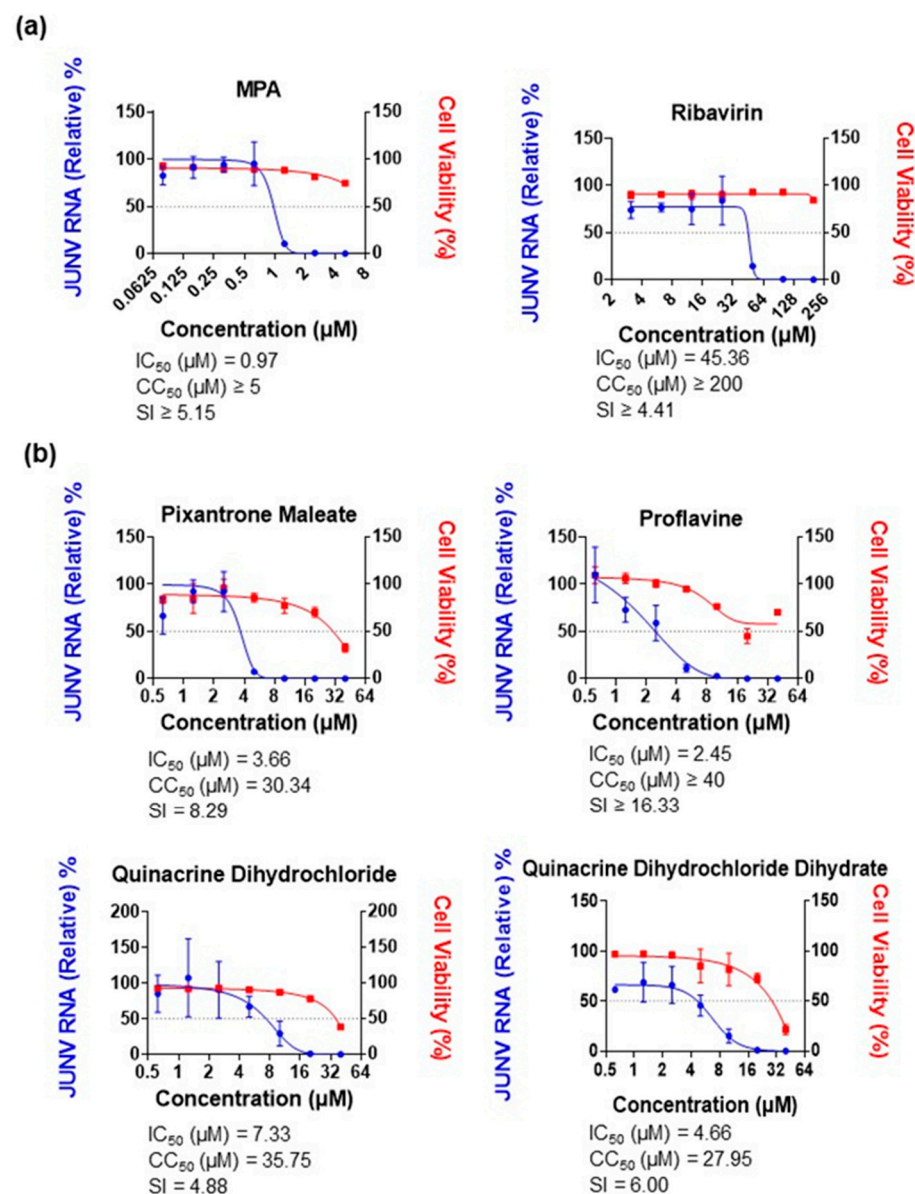 (a)
MPA
JUNV RNA (Relative) %
150
100
50
0
150
100
50
0
Cell Viability (%)
0.0625
0.125
0.25
0.5
1
2
4
8
Concentration (µM)
IC50 (µM) = 0.97
CC50 (µM) ≥ 5
SI ≥ 5.15
Ribavirin
JUNV RNA (Relative) %
150
100
50
0
150
100
50
0
Cell Viability (%)
2
4
8
16
32
64
128
256
Concentration (µM)
IC50 (µM) = 45.36
CC50 (µM) ≥ 200
SI ≥ 4.41
(b)
Pixantrone Maleate
JUNV RNA (Relative) %
150
100
50
0
150
100
50
0
Cell Viability (%)
0.5 1 2 4 8 16 32 64
Concentration (µM)
IC50 (µM) = 3.66
CC50 (µM) = 30.34
SI = 8.29
Proflavine
JUNV RNA (Relative) %
150
100
50
0
150
100
50
0
Cell Viability (%)
0.5 1 2 4 8 16 32 64
Concentration (µM)
IC50 (µM) = 2.45
CC50 (µM) ≥ 40
SI ≥ 16.33
Quinacrine Dihydrochloride
JUNV RNA (Relative) %
200
150
100
50
0
200
150
100
50
0
Cell Viability (%)
0.5 1 2 4 8 16 32 64
Concentration (µM)
IC50 (µM) = 7.33
CC50 (µM) = 35.75
SI = 4.88
Quinacrine Dihydrochloride Dihydrate
JUNV RNA (Relative) %
150
100
50
0
150
100
50
0
Cell Viability (%)
0.5 1 2 4 8 16 32 64
Concentration (µM)
IC50 (µM) = 4.66
CC50 (µM) = 27.95
SI = 6.00